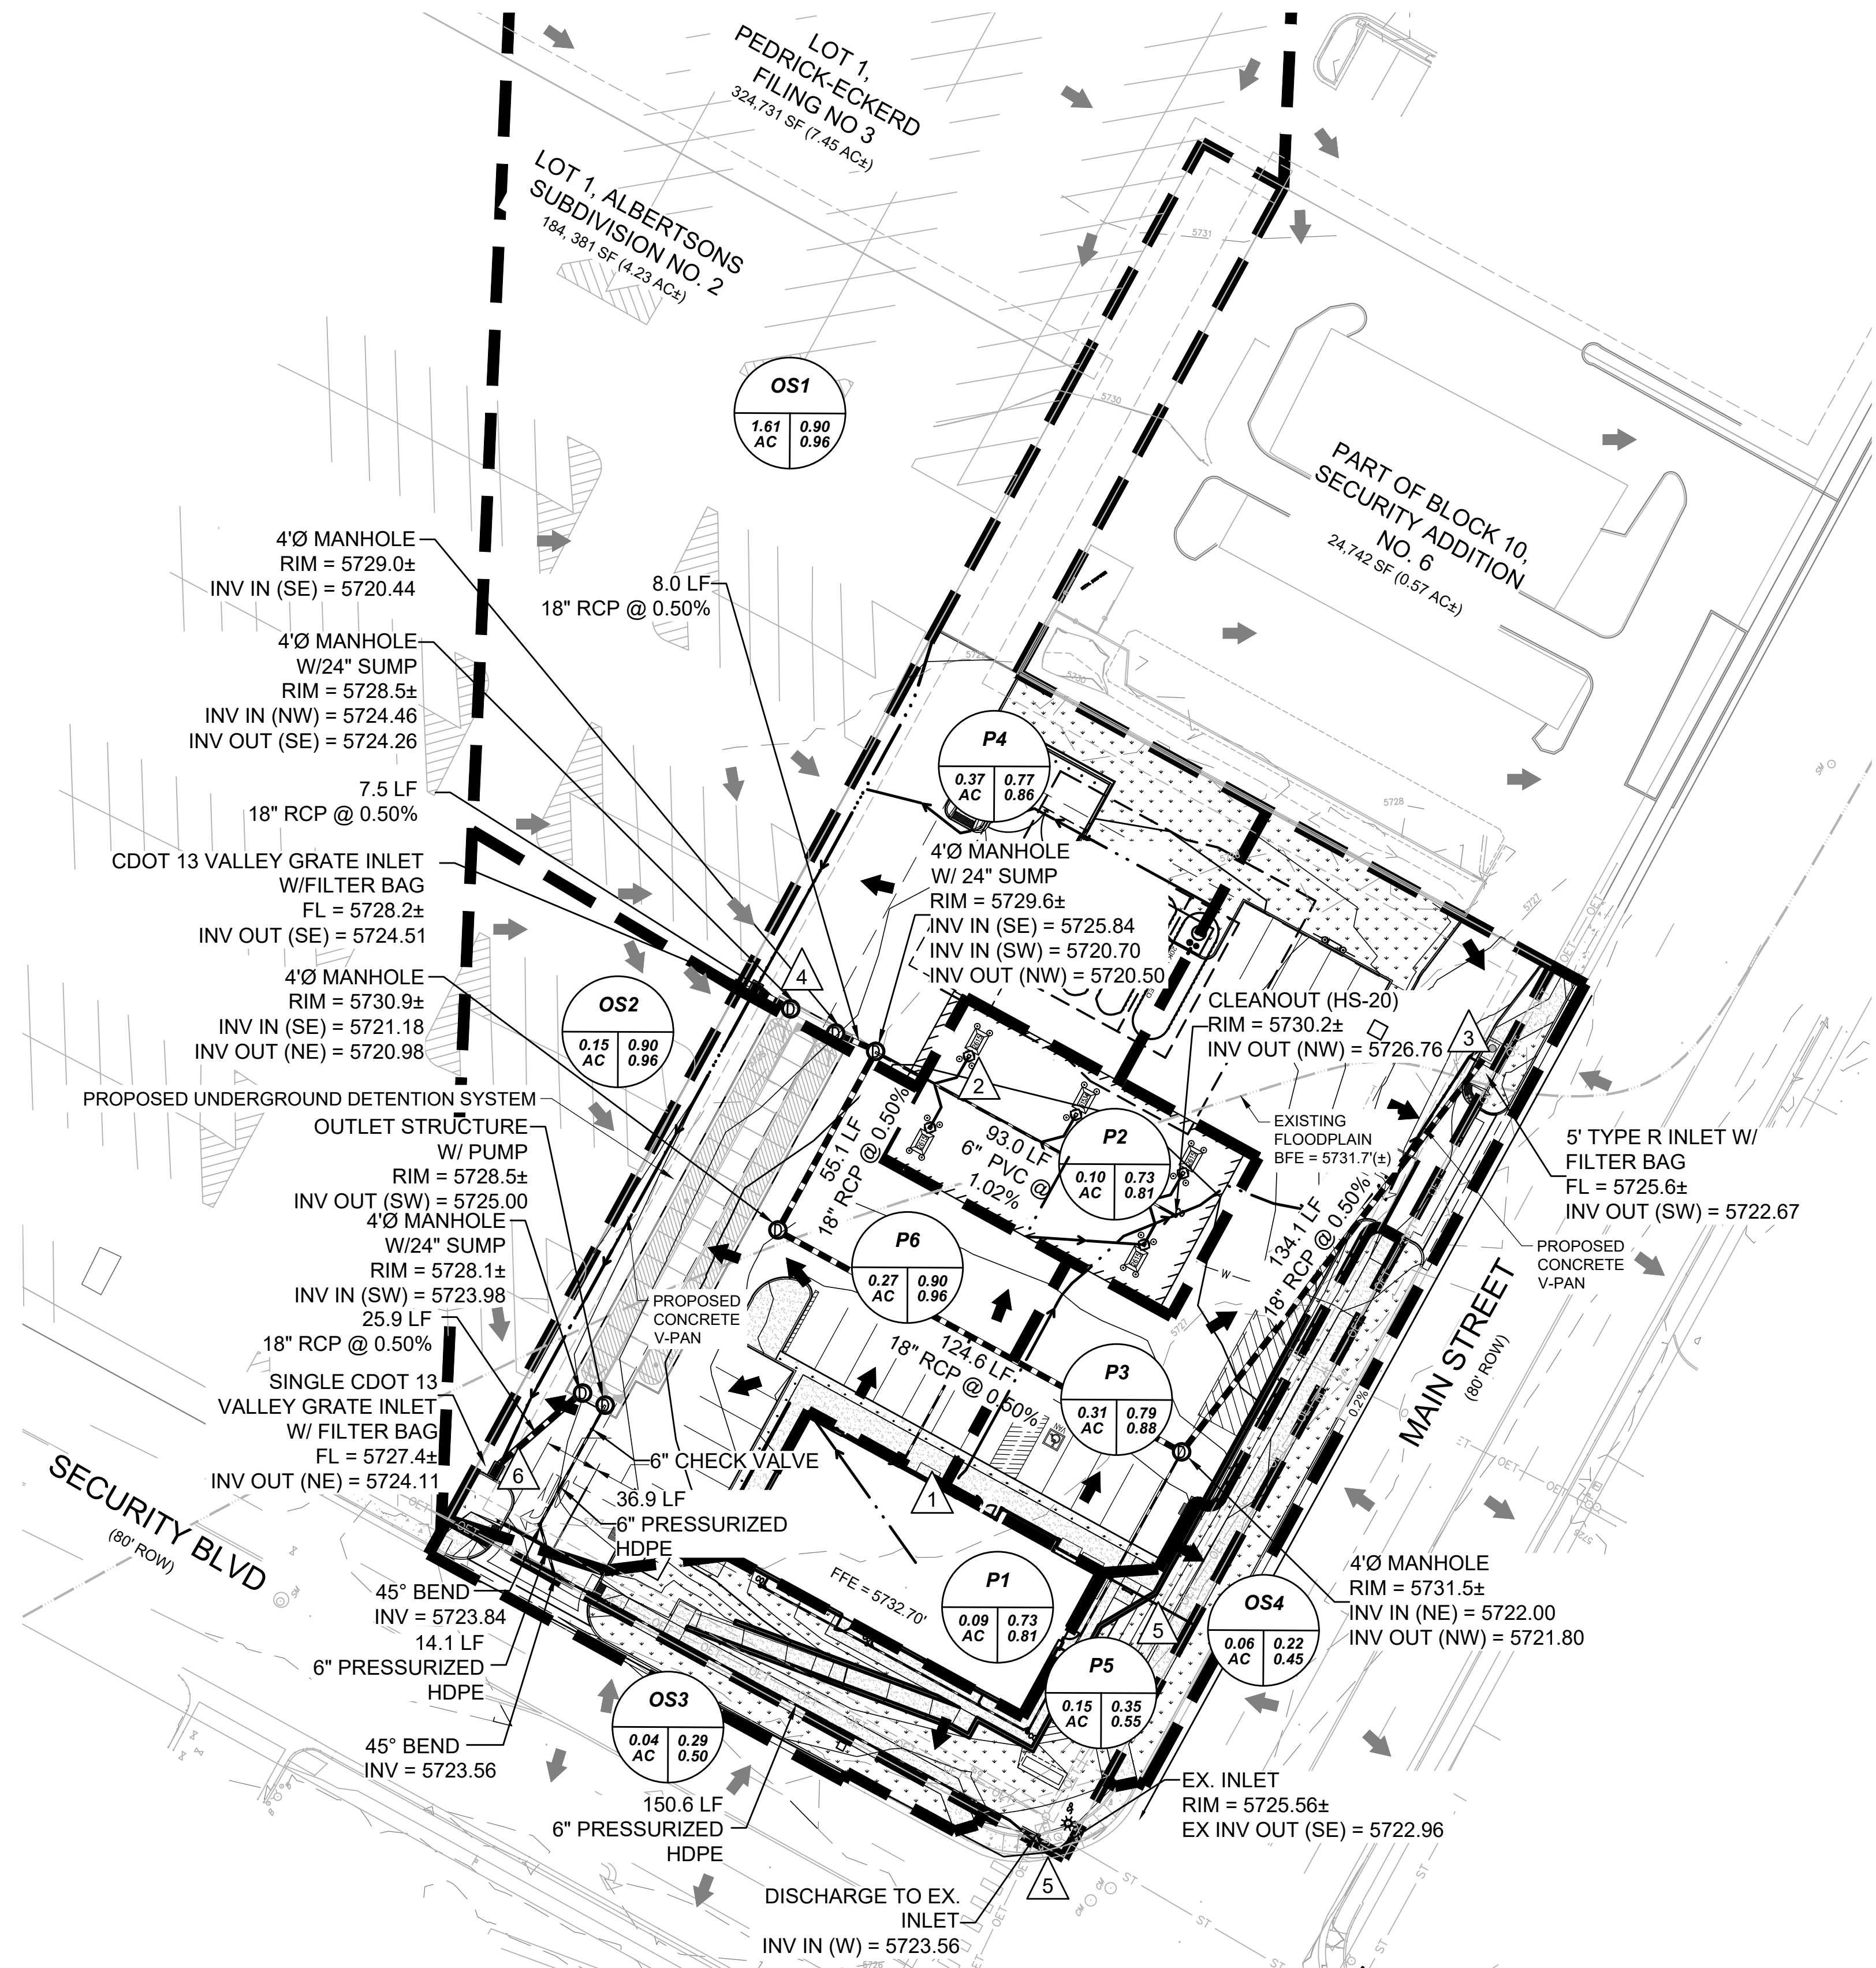 LOT 1,
PEDRICK-ECKERD
FILING NO 3
324,731 SF (7.45 AC±)
LOT 1, ALBERTSONS
SUBDIVISION NO. 2
184, 381 SF (4.23 AC±)
5731
5730
OS1
1.61 AC
0.90
0.96
PART OF BLOCK 10,
SECURITY ADDITION
NO. 6
24,742 SF (0.57 AC±)
4'Ø MANHOLE
RIM = 5729.0±
INV IN (SE) = 5720.44
8.0 LF
18" RCP @ 0.50%
4'Ø MANHOLE
W/24" SUMP
RIM = 5728.5±
INV IN (NW) = 5724.46
INV OUT (SE) = 5724.26
5730
P4
0.37 AC
0.77
0.86
7.5 LF
18" RCP @ 0.50%
5728
CDOT 13 VALLEY GRATE INLET
W/FILTER BAG
FL = 5728.2±
INV OUT (SE) = 5724.51
4'Ø MANHOLE
W/ 24" SUMP
RIM = 5729.6±
INV IN (SE) = 5725.84
INV IN (SW) = 5720.70
INV OUT (NW) = 5720.50
5727
OET
4'Ø MANHOLE
RIM = 5730.9±
INV IN (SE) = 5721.18
INV OUT (NE) = 5720.98
4
OS2
0.15 AC
0.90
0.96
CLEANOUT (HS-20)
RIM = 5730.2±
INV OUT (NW) = 5726.76
3
2
PROPOSED UNDERGROUND DETENTION SYSTEM
OUTLET STRUCTURE
W/ PUMP
RIM = 5728.5±
INV OUT (SW) = 5725.00
55.1 LF
18" RCP @ 0.50%
93.0 LF
6" PVC @
1.02%
P2
0.10 AC
0.73
0.81
EXISTING
FLOODPLAIN
BFE = 5731.7'(±)
5' TYPE R INLET W/
FILTER BAG
FL = 5725.6±
INV OUT (SW) = 5722.67
4'Ø MANHOLE
W/24" SUMP
RIM = 5728.1±
INV IN (SW) = 5723.98
P6
0.27 AC
0.90
0.96
134.1 LF
18" RCP @ 0.50%
W
PROPOSED
CONCRETE
V-PAN
25.9 LF
18" RCP @ 0.50%
PROPOSED
CONCRETE
V-PAN
5727
124.6 LF
18" RCP @ 0.50%
P3
0.31 AC
0.79
0.88
MAIN STREET
(80' ROW)
0.2%
SINGLE CDOT 13
VALLEY GRATE INLET
W/ FILTER BAG
FL = 5727.4±
INV OUT (NE) = 5724.11
6
6" CHECK VALVE
VAN
1
SECURITY BLVD
(80' ROW)
36.9 LF
6" PRESSURIZED
HDPE
OET
5725
45° BEND
INV = 5723.84
FFE = 5732.70'
P1
0.09 AC
0.73
0.81
4'Ø MANHOLE
RIM = 5731.5±
INV IN (NE) = 5722.00
INV OUT (NW) = 5721.80
OS4
0.06 AC
0.22
0.45
5
14.1 LF
6" PRESSURIZED
HDPE
P5
0.15 AC
0.35
0.55
OS3
0.04 AC
0.29
0.50
45° BEND
INV = 5723.56
150.6 LF
6" PRESSURIZED
HDPE
EX. INLET
RIM = 5725.56±
EX INV OUT (SE) = 5722.96
5
DISCHARGE TO EX.
INLET
INV IN (W) = 5723.56
ST
ST
ST
OET
5726